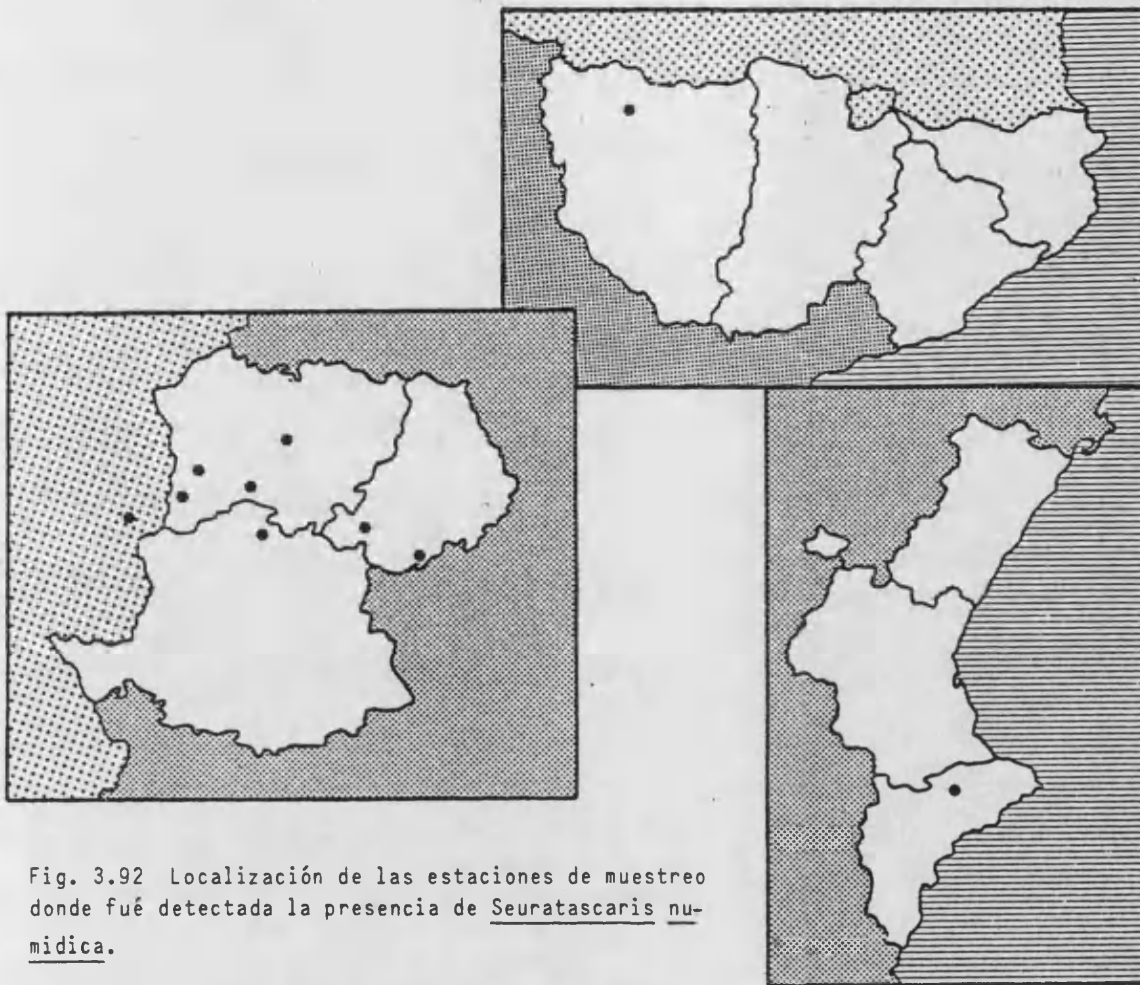 Fig. 3.92 Localización de las estaciones de muestreo
donde fué detectada la presencia de Seuratascaris nu-
midica.